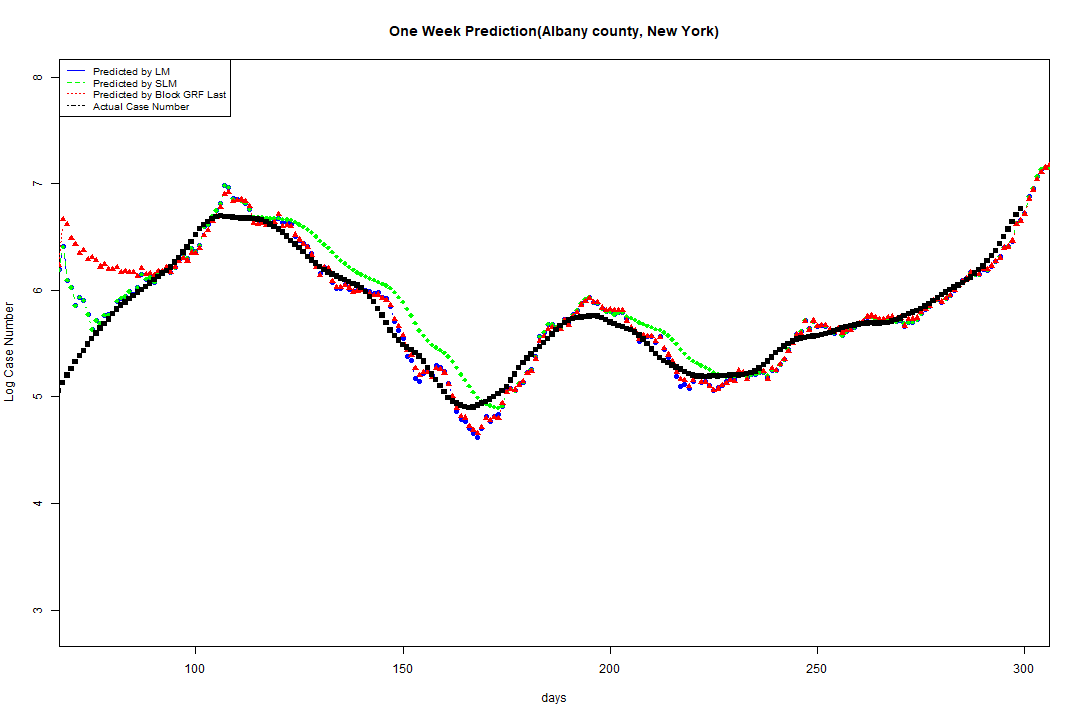 One Week Prediction(Albany county, New York)
Predicted by LM
Predicted by SLM
Predicted by Block GRF Last
Actual Case Number
8
7
6
5
4
3
Log Case Number
100 150 200 250 300
days